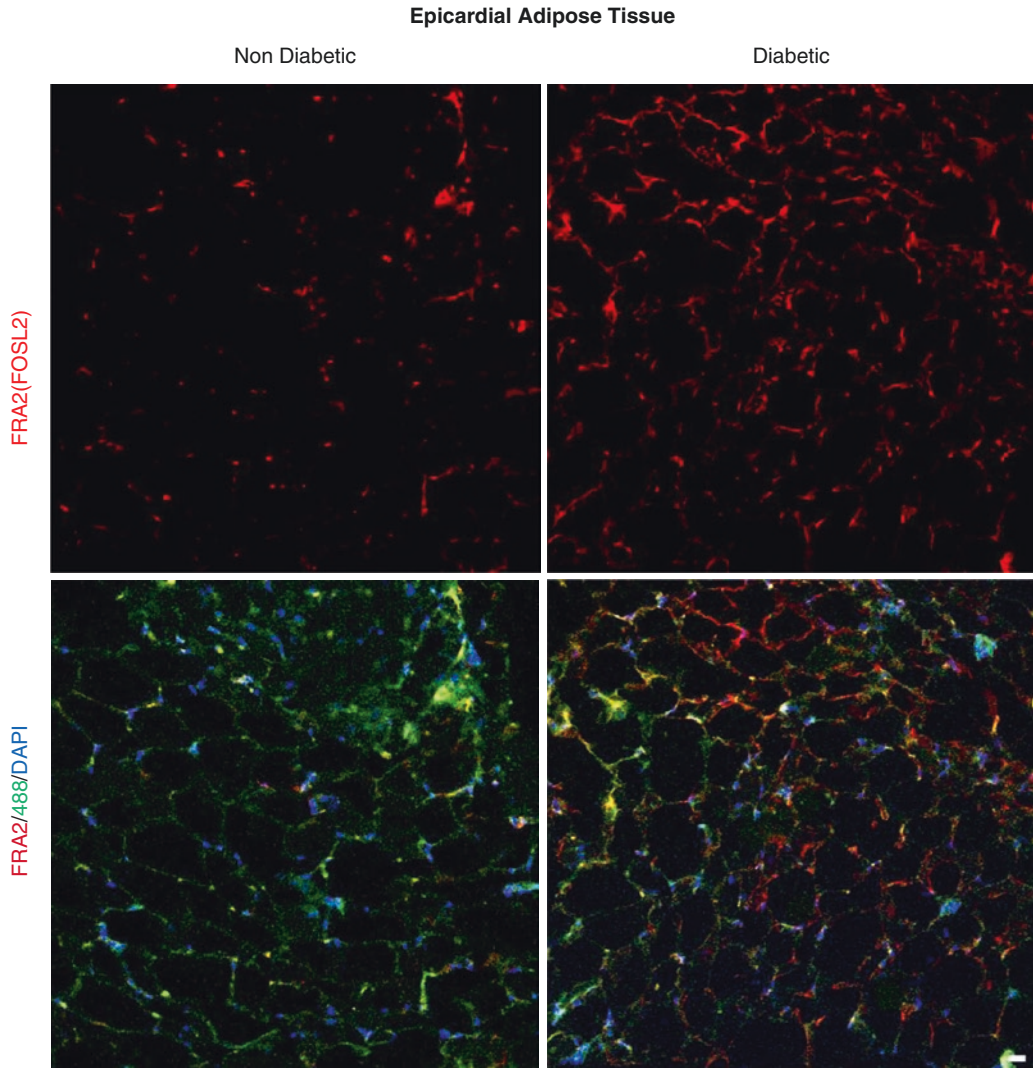 Epicardial Adipose Tissue
Non Diabetic
Diabetic
FRA2(FOSL2)
FRA2/488/DAPI